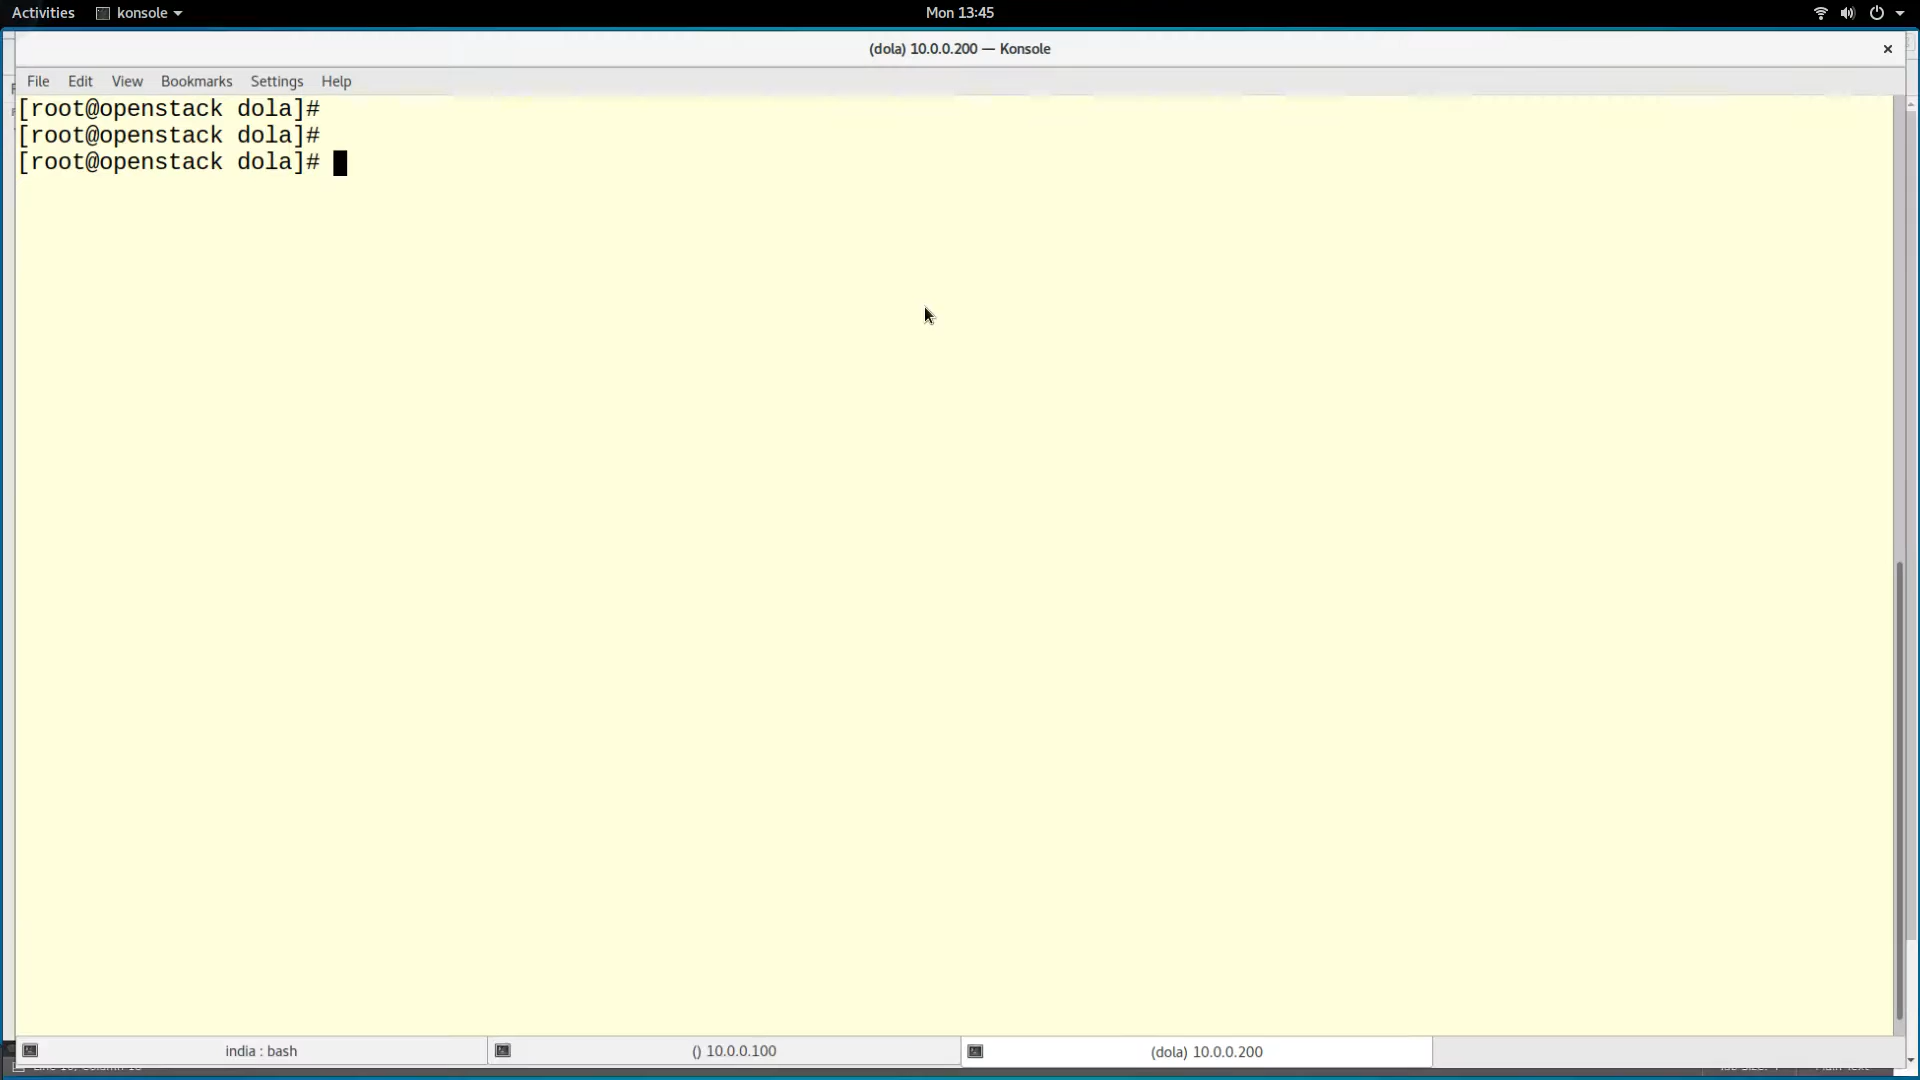 Activities konsole Mon 13:45
(dola) 10.0.0.200 — Konsole ×
File Edit View Bookmarks Settings Help
[root@openstack dola]#
[root@openstack dola]#
[root@openstack dola]#
india : bash () 10.0.0.100 (dola) 10.0.0.200